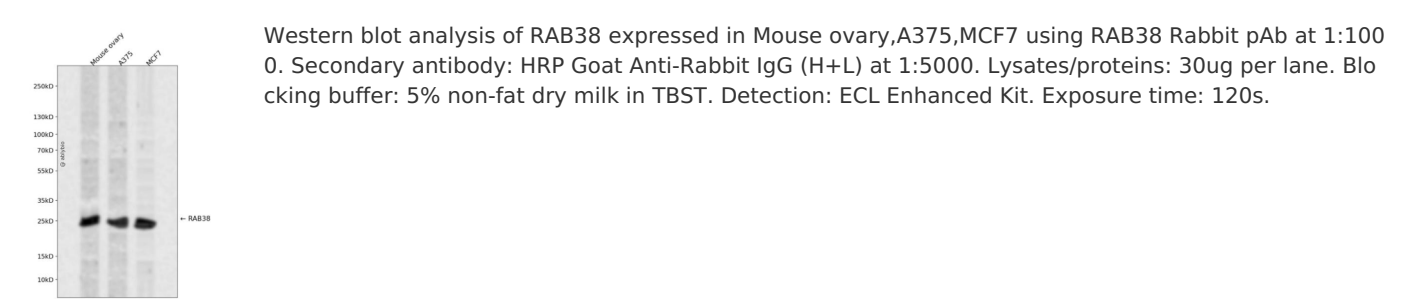 Mouse ovary
A375
MCF7
250kD
130kD
100kD
70kD
55kD
35kD
25kD
15kD
10kD
← RAB38
Western blot analysis of RAB38 expressed in Mouse ovary,A375,MCF7 using RAB38 Rabbit pAb at 1:100
0. Secondary antibody: HRP Goat Anti-Rabbit IgG (H+L) at 1:5000. Lysates/proteins: 30ug per lane. Blo
cking buffer: 5% non-fat dry milk in TBST. Detection: ECL Enhanced Kit. Exposure time: 120s.